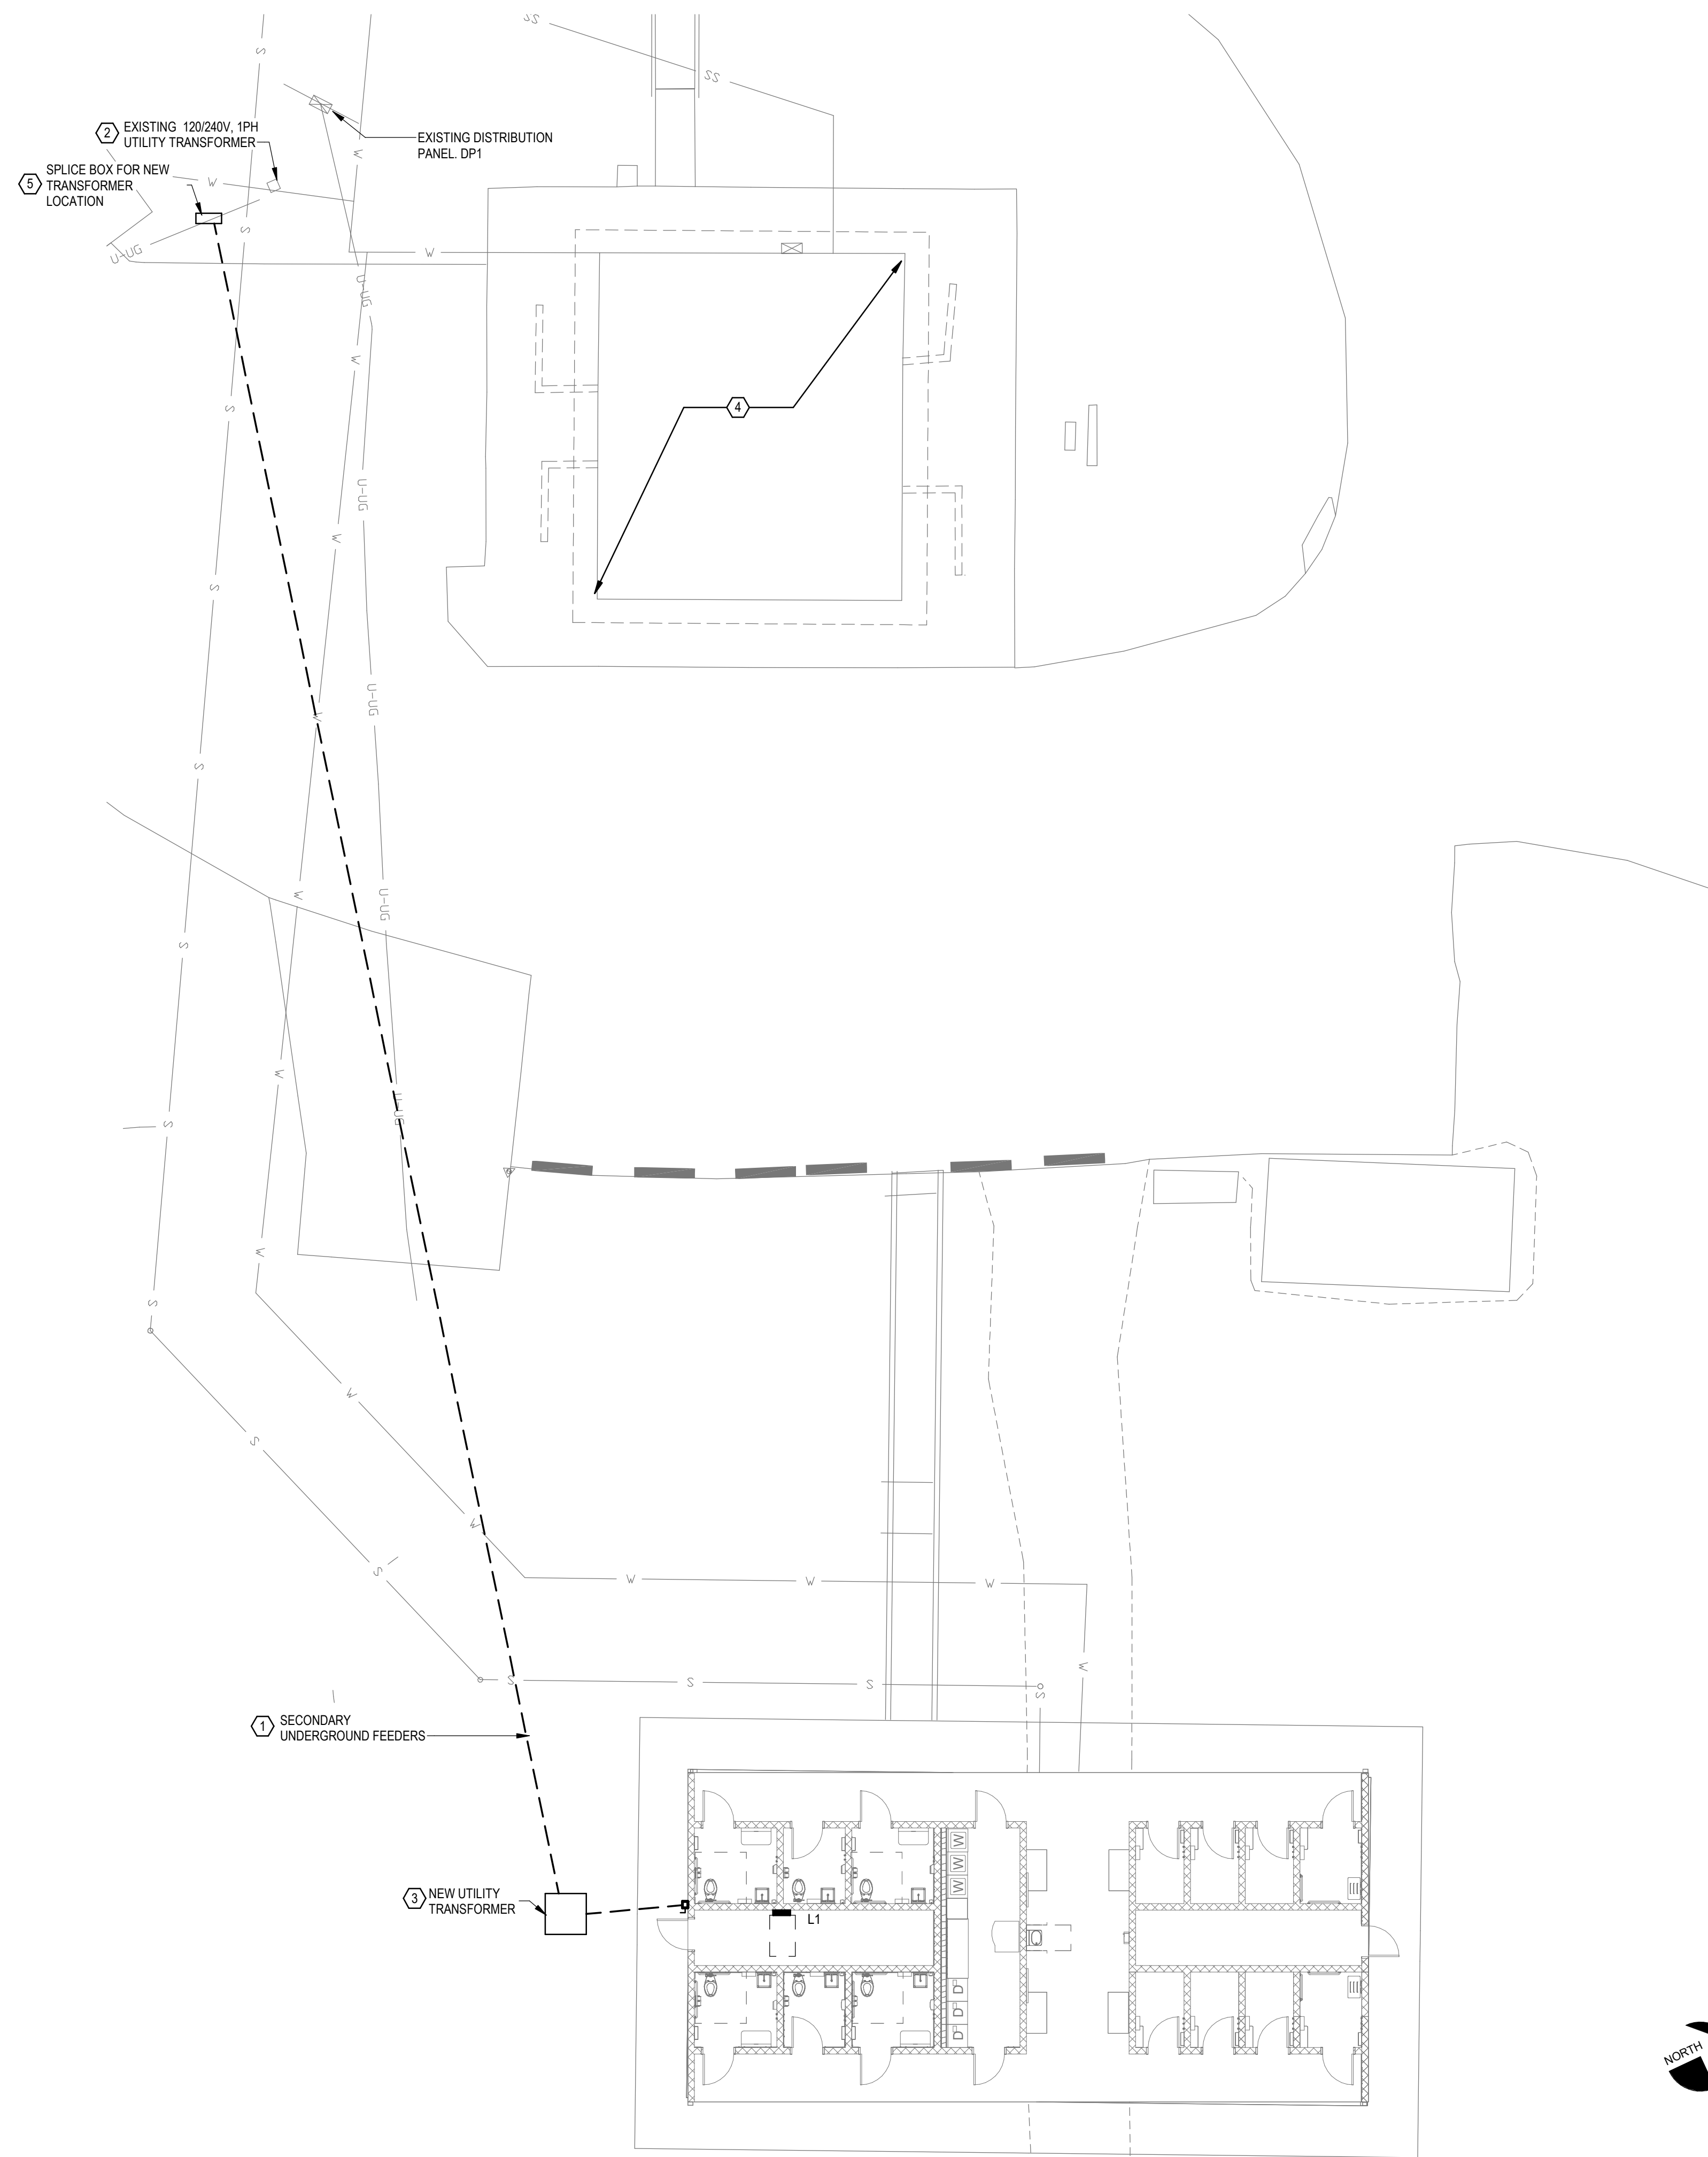 SS
SS
S
2
EXISTING 120/240V, 1PH
UTILITY TRANSFORMER
EXISTING DISTRIBUTION
PANEL. DP1
W
5
SPLICE BOX FOR NEW
TRANSFORMER
LOCATION
W
S
U-UG
W
U-UG
W
4
S
U-UG
W
S
U-UG
W
S
W
U-UG
S
W
S
U-UG
W
S
W
S
W
S
W
W
W
S
S
S
W
S
1
SECONDARY
UNDERGROUND FEEDERS
W
W
W
3
NEW UTILITY
TRANSFORMER
L1
D
D
D
NORTH